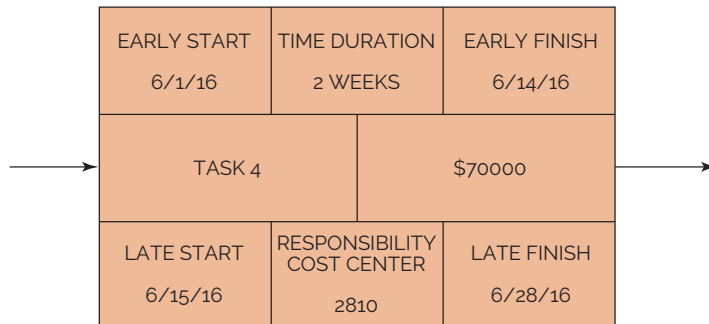 EARLY START
6/1/16
TIME DURATION
2 WEEKS
EARLY FINISH
6/14/16
TASK 4
$70000
LATE START
6/15/16
RESPONSIBILITY
COST CENTER
2810
LATE FINISH
6/28/16